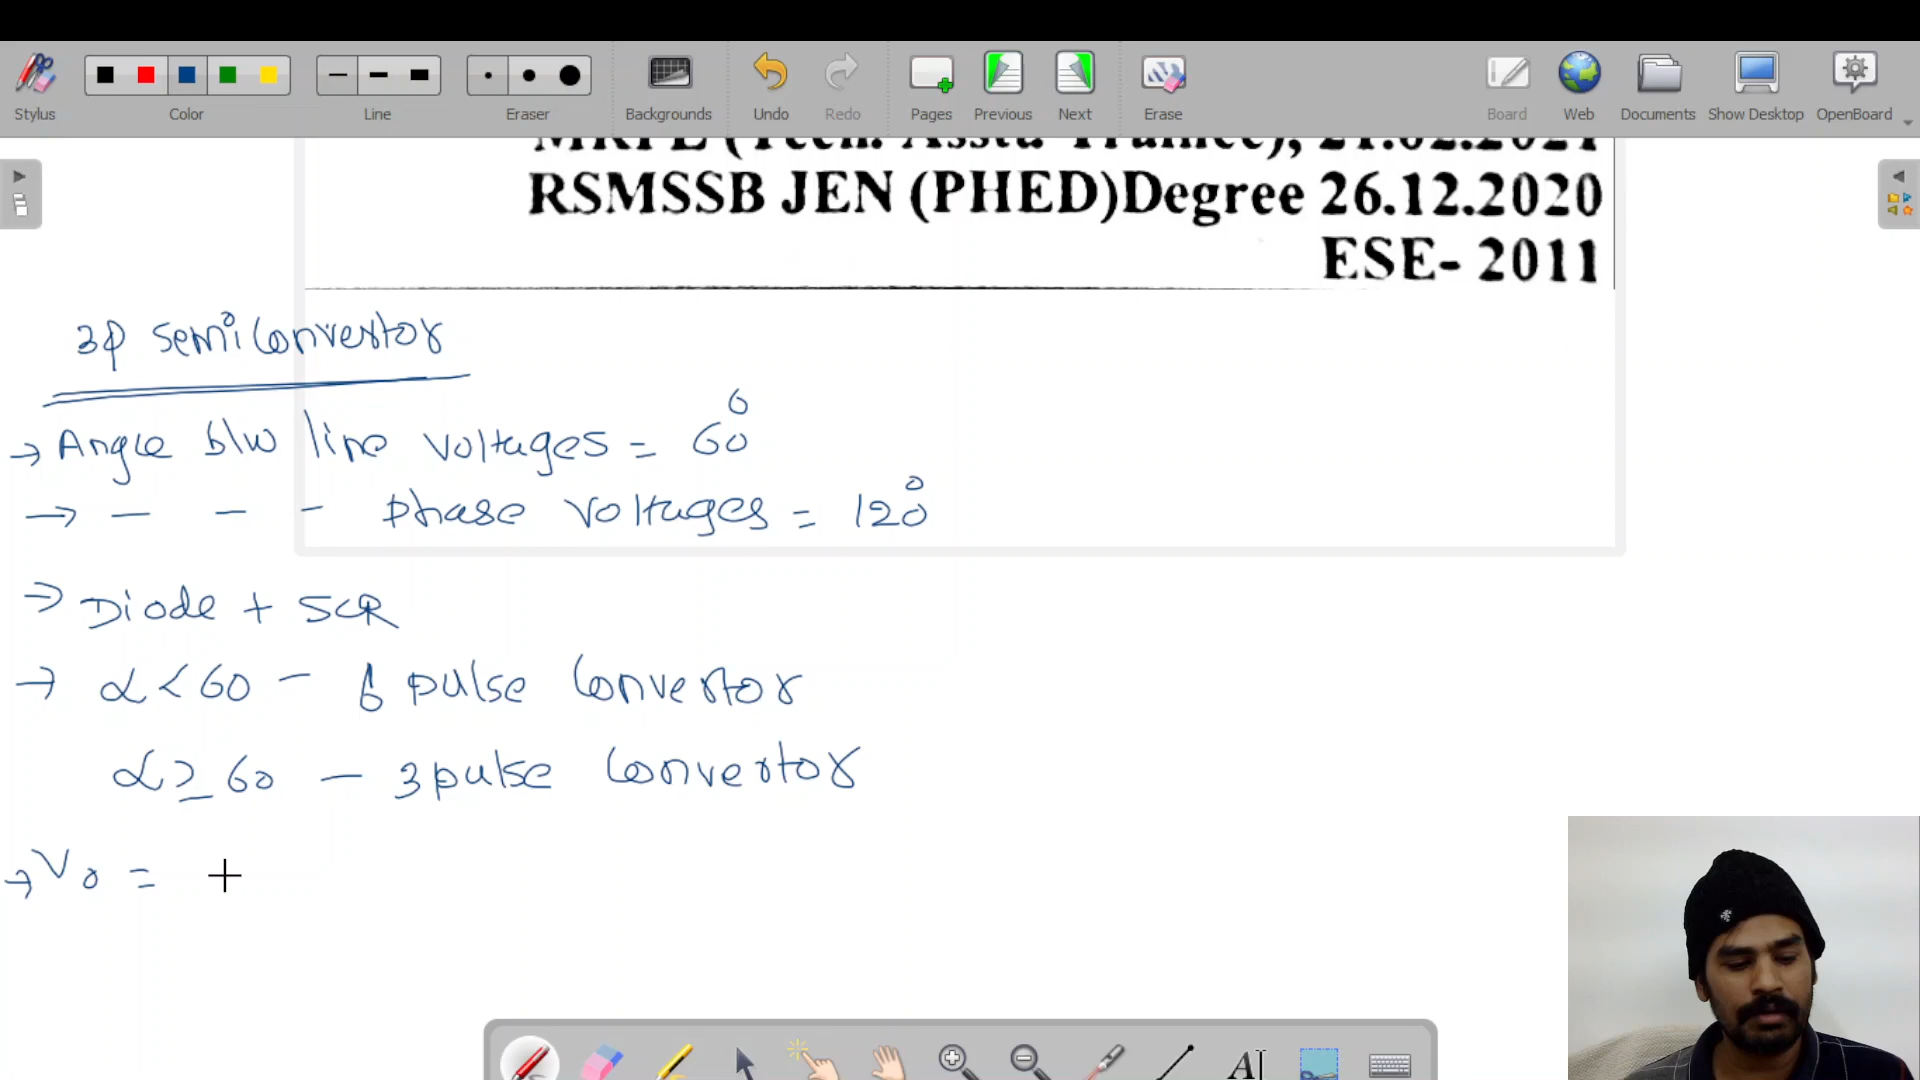 Stylus
Color
Line
Eraser
Backgrounds
Undo
Redo
Pages
Previous
Next
Erase
Board
Web
Documents
Show Desktop
OpenBoard
RSMSSB JEN (PHED)Degree 26.12.2020
ESE- 2011
3φ semiconvertor
→ Angle b/w line voltages = 60°
→ - - - phase voltages = 120°
→ Diode + SCR
→ α < 60 - 6 pulse convertor
α ≥ 60 - 3 pulse convertor
→ Vo =